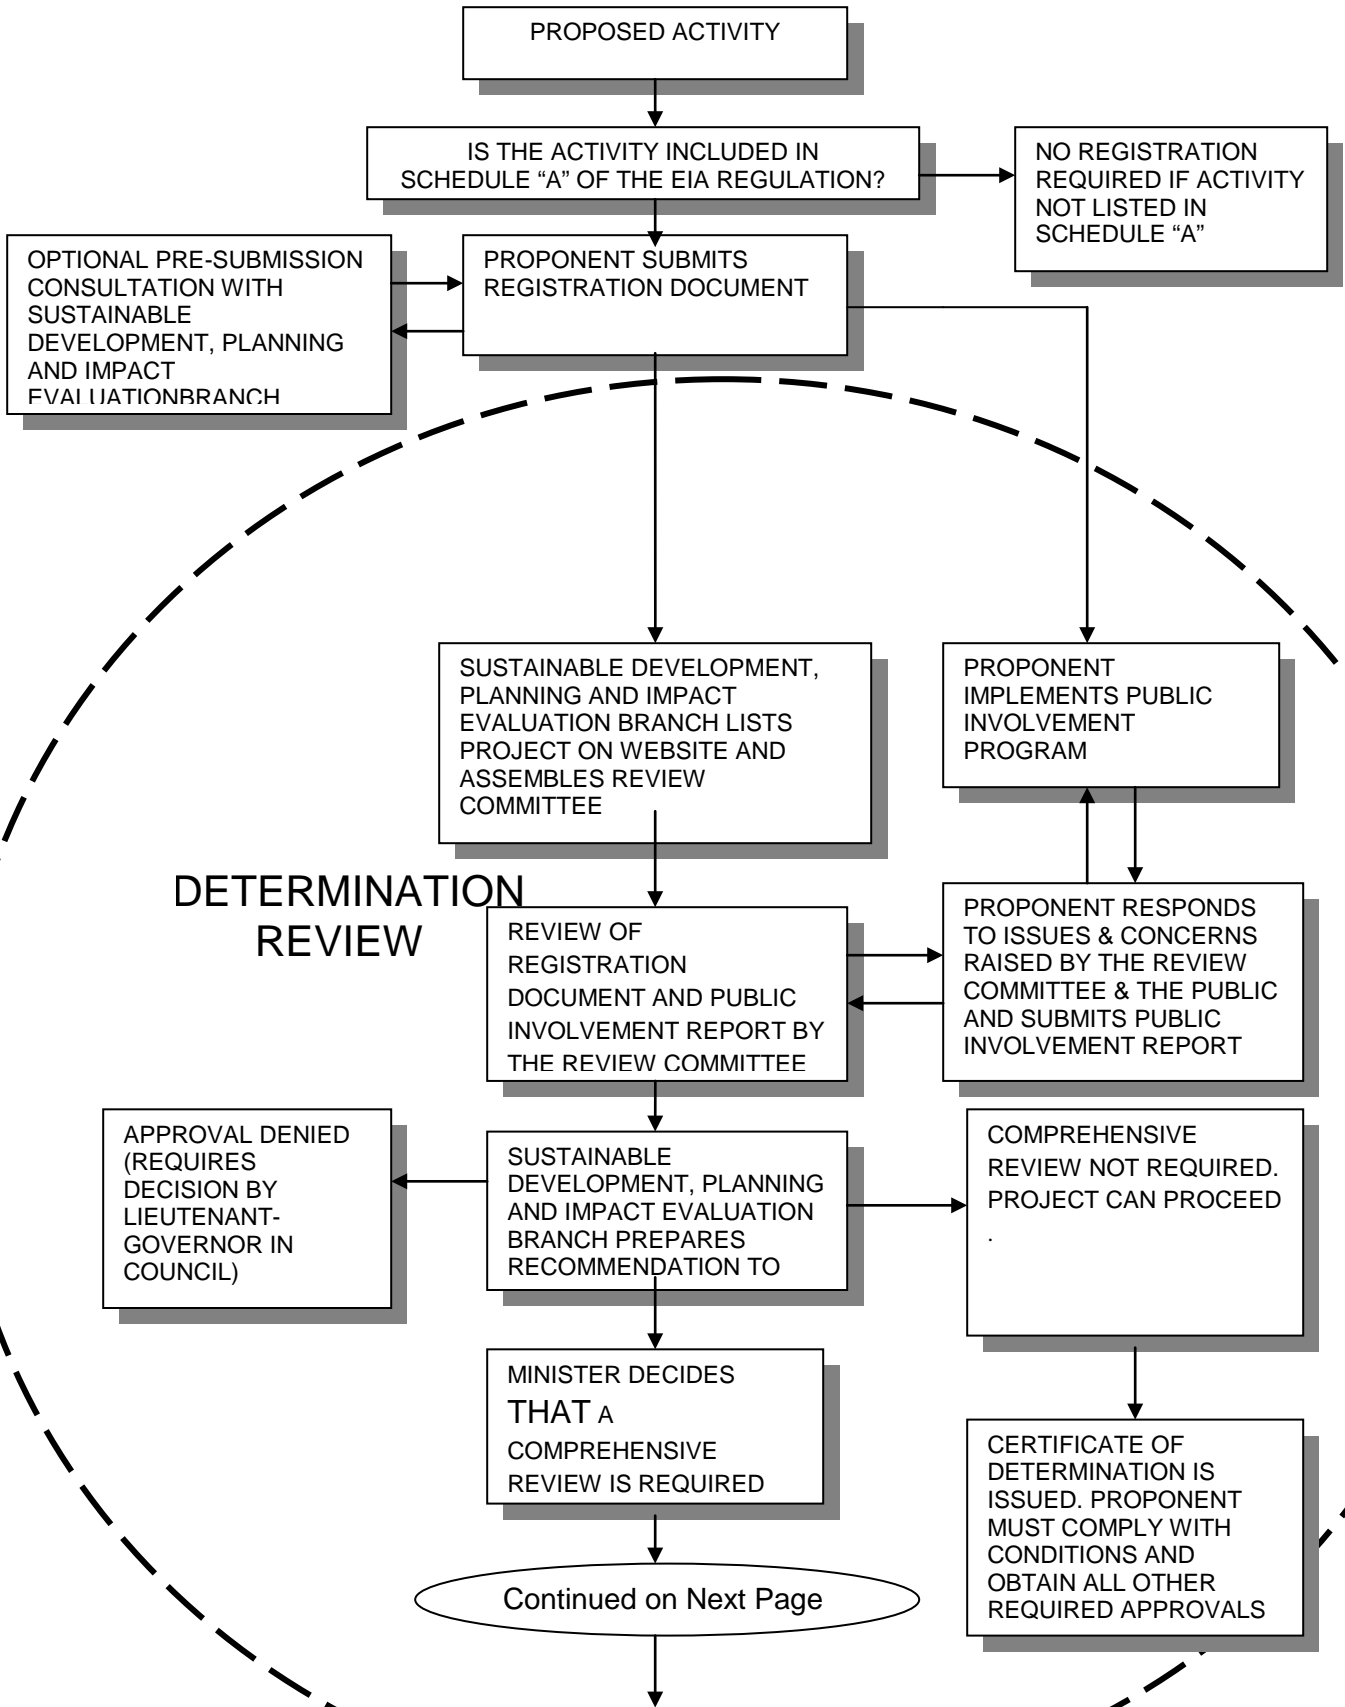 PROPOSED ACTIVITY
IS THE ACTIVITY INCLUDED IN
SCHEDULE “A” OF THE EIA REGULATION?
NO REGISTRATION
REQUIRED IF ACTIVITY
NOT LISTED IN
SCHEDULE “A”
OPTIONAL PRE-SUBMISSION
CONSULTATION WITH
SUSTAINABLE
DEVELOPMENT, PLANNING
AND IMPACT
EVALUATIONBRANCH
PROPONENT SUBMITS
REGISTRATION DOCUMENT
SUSTAINABLE DEVELOPMENT,
PLANNING AND IMPACT
EVALUATION BRANCH LISTS
PROJECT ON WEBSITE AND
ASSEMBLES REVIEW
COMMITTEE
PROPONENT
IMPLEMENTS PUBLIC
INVOLVEMENT
PROGRAM
DETERMINATION
REVIEW
REVIEW OF
REGISTRATION
DOCUMENT AND PUBLIC
INVOLVEMENT REPORT BY
THE REVIEW COMMITTEE
PROPONENT RESPONDS
TO ISSUES & CONCERNS
RAISED BY THE REVIEW
COMMITTEE & THE PUBLIC
AND SUBMITS PUBLIC
INVOLVEMENT REPORT
APPROVAL DENIED
(REQUIRES
DECISION BY
LIEUTENANT-
GOVERNOR IN
COUNCIL)
SUSTAINABLE
DEVELOPMENT, PLANNING
AND IMPACT EVALUATION
BRANCH PREPARES
RECOMMENDATION TO
COMPREHENSIVE
REVIEW NOT REQUIRED.
PROJECT CAN PROCEED
.
MINISTER DECIDES
THAT A
COMPREHENSIVE
REVIEW IS REQUIRED
CERTIFICATE OF
DETERMINATION IS
ISSUED. PROPONENT
MUST COMPLY WITH
CONDITIONS AND
OBTAIN ALL OTHER
REQUIRED APPROVALS
Continued on Next Page